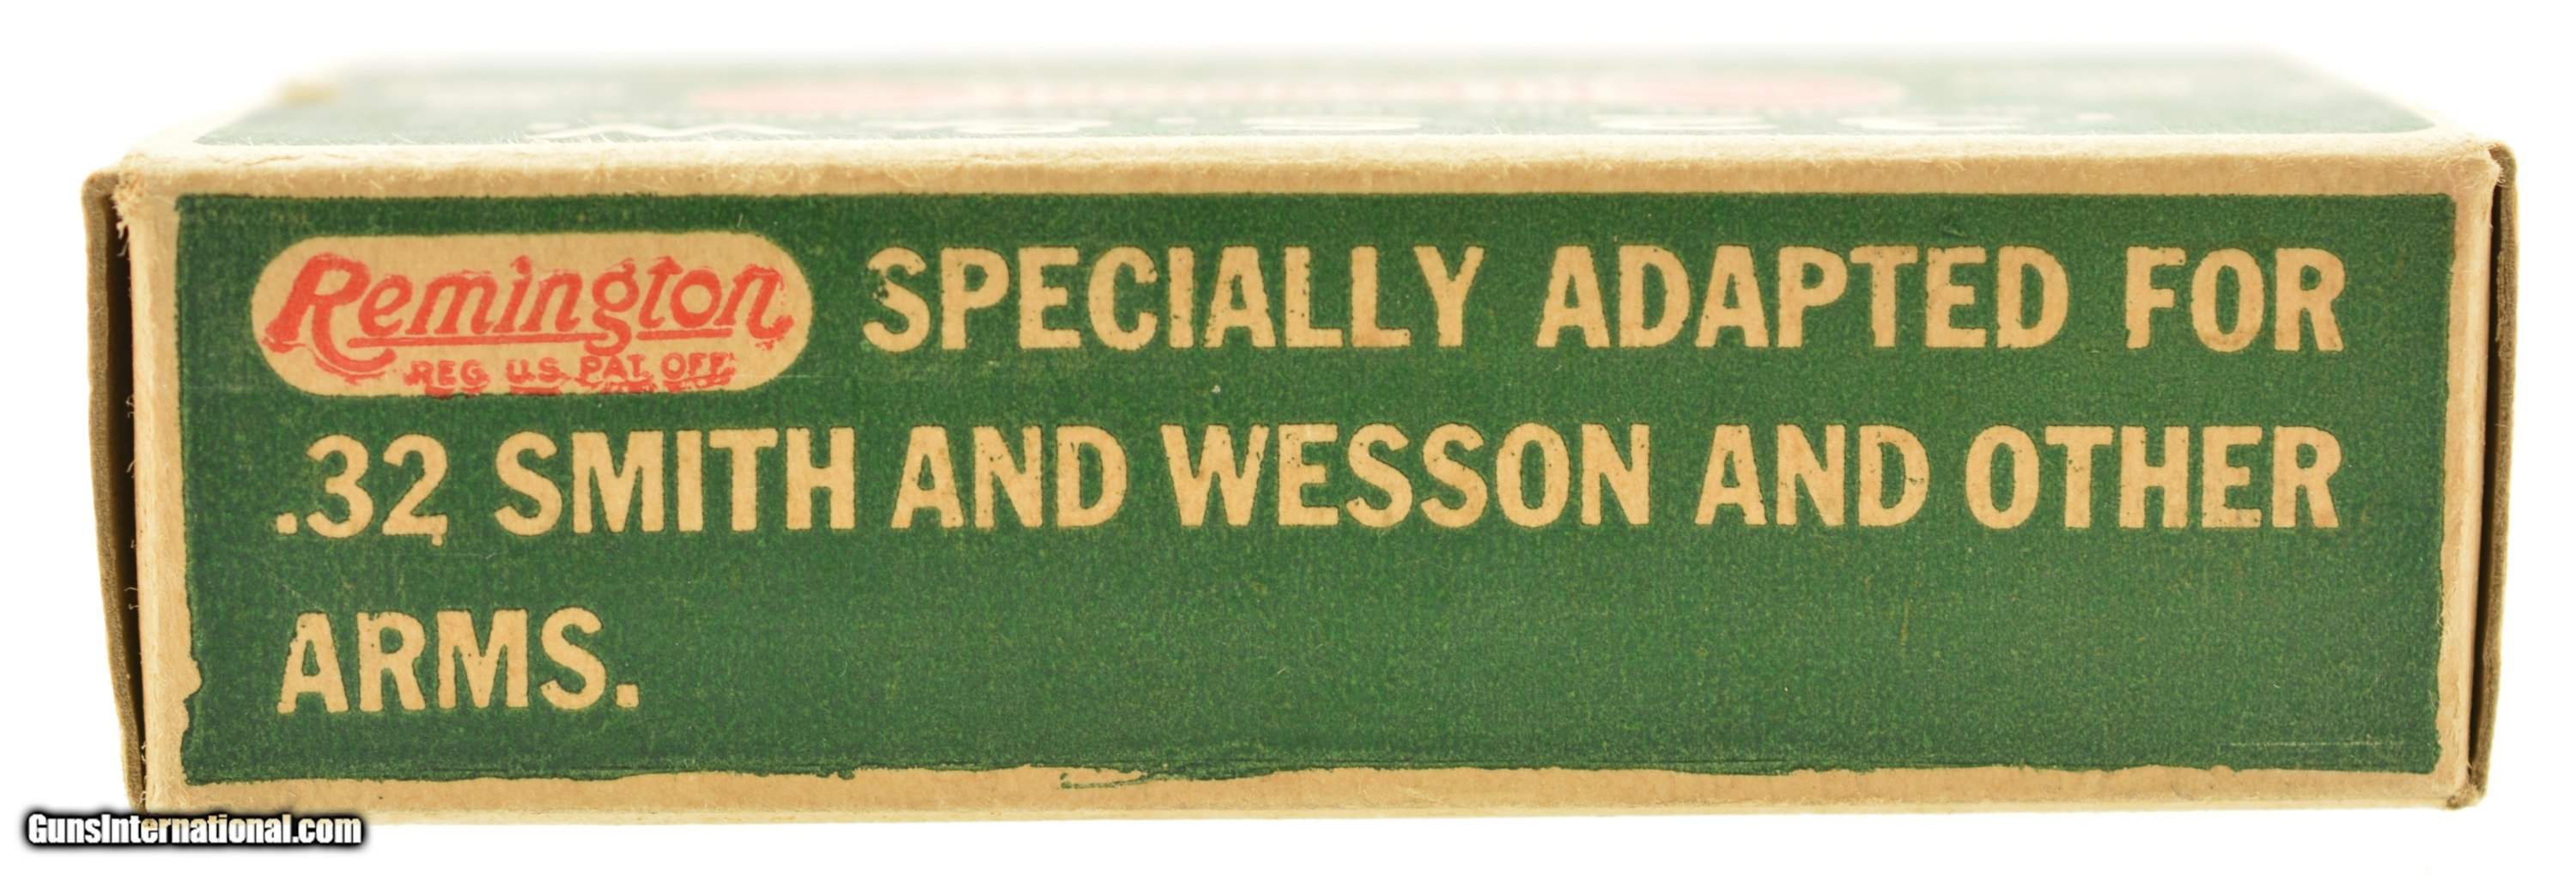 Remington SPECIALLY ADAPTED FOR
REG. U.S. PAT. OFF.
.32 SMITH AND WESSON AND OTHER
ARMS.
GunsInternational.com